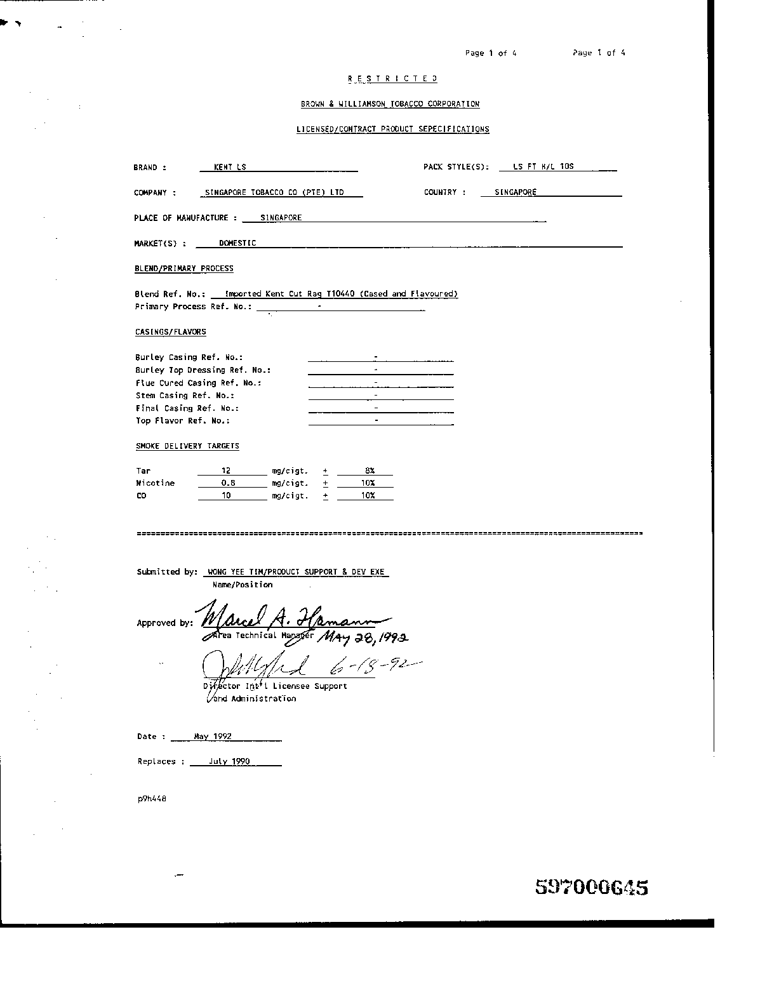 Page 1 of 4 Page 1 of 4
R E S T R I C T E D
BROWN & WILLIAMSON TOBACCO CORPORATION
LICENSED/CONTRACT PRODUCT SEPECIFICATIONS
BRAND : KENT LS PACK STYLE(S): LS FT H/L 10S
COMPANY : SINGAPORE TOBACCO CO (PTE) LTD COUNTRY : SINGAPORE
PLACE OF MANUFACTURE : SINGAPORE
MARKET(S) : DOMESTIC
BLEND/PRIMARY PROCESS
Blend Ref. No.: Imported Kent Cut Rag T10440 (Cased and Flavoured)
Primary Process Ref. No.: -
CASINGS/FLAVORS
Burley Casing Ref. No.: -
Burley Top Dressing Ref. No.: -
Flue Cured Casing Ref. No.: -
Stem Casing Ref. No.: -
Final Casing Ref. No.: -
Top Flavor Ref. No.: -
SMOKE DELIVERY TARGETS
Tar 12 mg/cigt. ± 8%
Nicotine 0.8 mg/cigt. ± 10%
CO 10 mg/cigt. ± 10%
Submitted by: WONG YEE TIM/PRODUCT SUPPORT & DEV EXE
Name/Position
Approved by: Marcel A. Hamann
Area Technical Manager MAY 28, 1992
6-18-92
Director Int'l Licensee Support
and Administration
Date : May 1992
Replaces : July 1990
p9h448
597000645